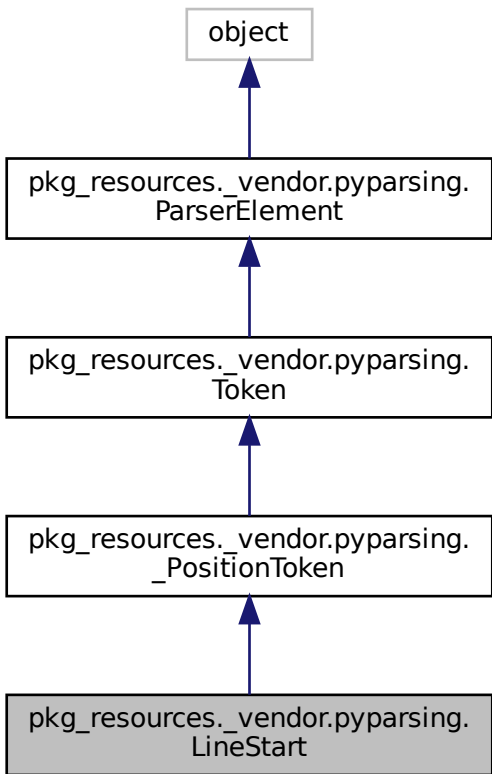 object
pkg_resources._vendor.pyparsing.
ParserElement
pkg_resources._vendor.pyparsing.
Token
pkg_resources._vendor.pyparsing.
_PositionToken
pkg_resources._vendor.pyparsing.
LineStart